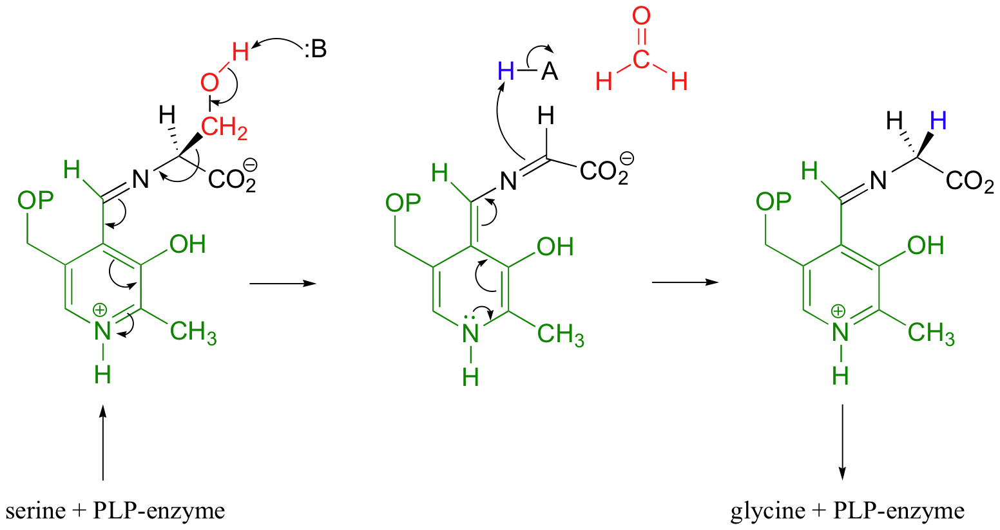 O
H :B
H—A C
O H H
H CH₂ H H H
H N CO₂⊖ H N CO₂⊖ H N CO₂
OP OP OP
OH OH OH
⊕ ⊕
N CH₃ N CH₃ N CH₃
H H H
serine + PLP-enzyme glycine + PLP-enzyme